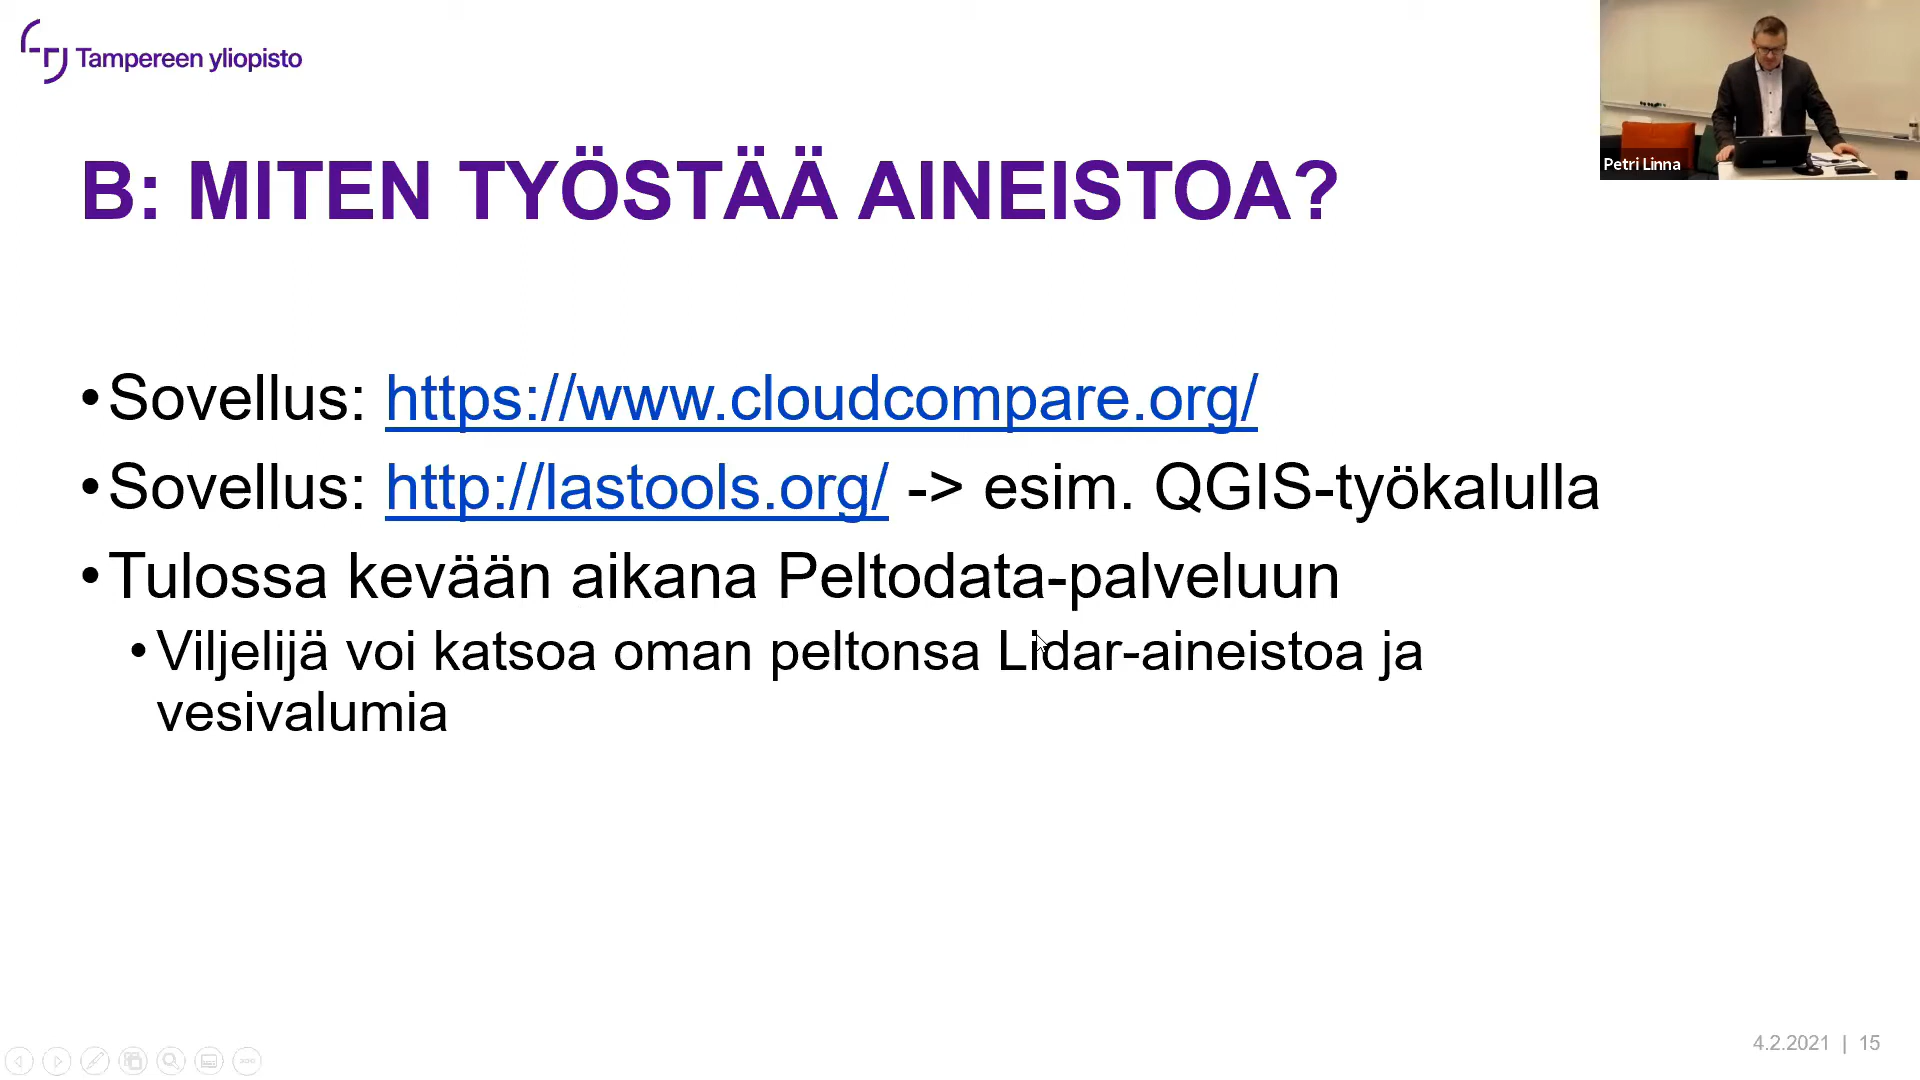 Tampereen yliopisto
Petri Linna
B: MITEN TYÖSTÄÄ AINEISTOA?
•Sovellus: https://www.cloudcompare.org/
•Sovellus: http://lastools.org/ -> esim. QGIS-työkalulla
•Tulossa kevään aikana Peltodata-palveluun
•Viljelijä voi katsoa oman peltonsa Lidar-aineistoa ja
vesivalumia
4.2.2021 | 15